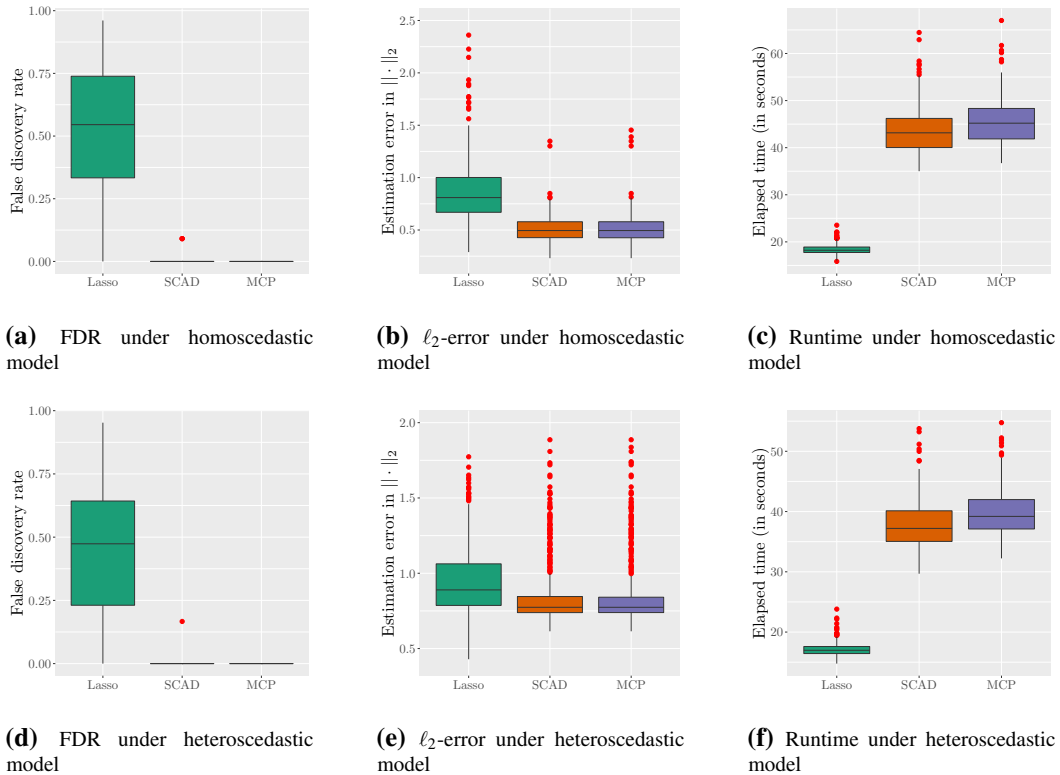 False discovery rate
1.00
0.75
0.50
0.25
0.00
Lasso SCAD MCP
Estimation error in || · ||2
2.5
2.0
1.5
1.0
0.5
Lasso SCAD MCP
Elapsed time (in seconds)
60
50
40
30
20
Lasso SCAD MCP
(a) FDR under homoscedastic
model
(b) ℓ2-error under homoscedastic
model
(c) Runtime under homoscedastic
model
False discovery rate
1.00
0.75
0.50
0.25
0.00
Lasso SCAD MCP
Estimation error in || · ||2
2.0
1.5
1.0
0.5
Lasso SCAD MCP
Elapsed time (in seconds)
50
40
30
20
Lasso SCAD MCP
(d) FDR under heteroscedastic
model
(e) ℓ2-error under heteroscedastic
model
(f) Runtime under heteroscedastic
model